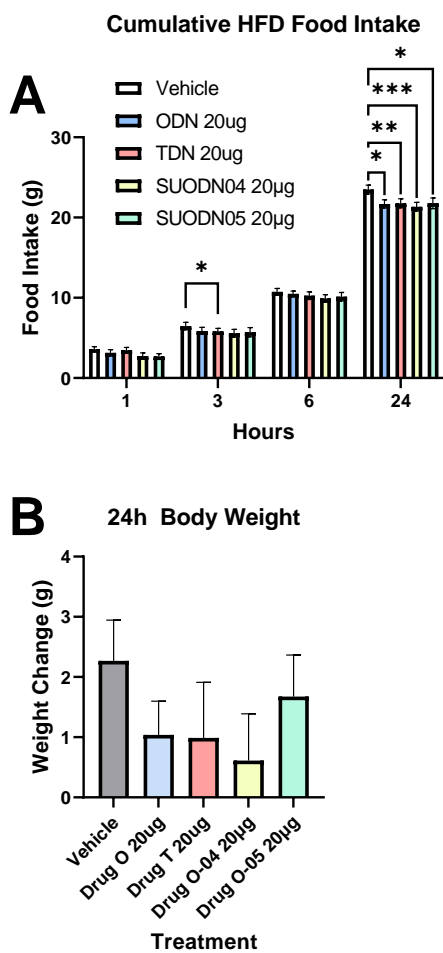 Cumulative HFD Food Intake
A
Vehicle
ODN 20ug
TDN 20ug
SUODN04 20µg
SUODN05 20µg
*
***
**
*
*
Food Intake (g)
30
20
10
0
1 3 6 24
Hours
B
24h Body Weight
Weight Change (g)
4
3
2
1
0
Vehicle
Drug O 20ug
Drug T 20ug
Drug O-04 20µg
Drug O-05 20µg
Treatment